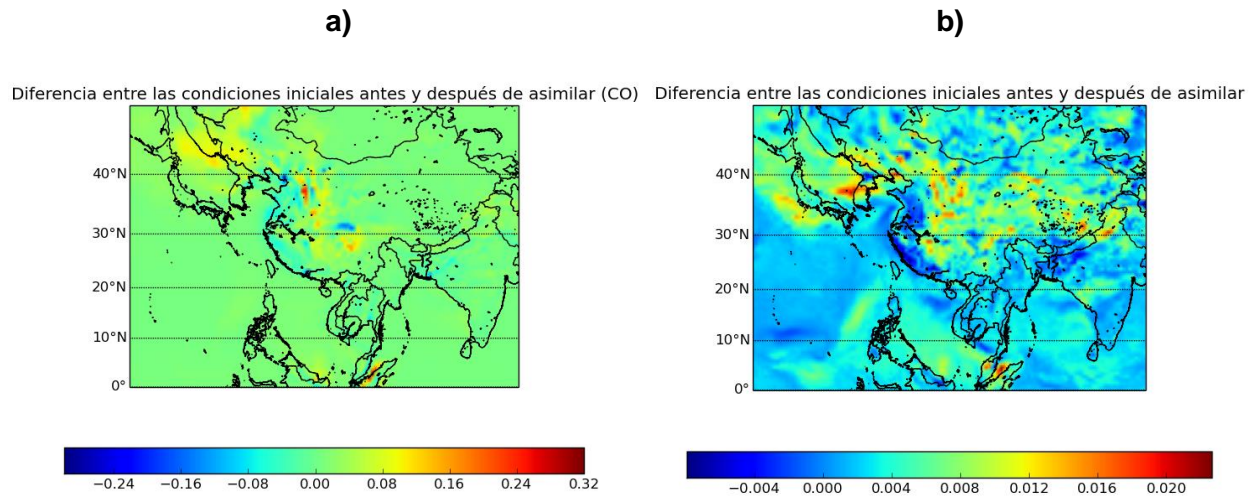 a)
b)
Diferencia entre las condiciones iniciales antes y después de asimilar (CO)
Diferencia entre las condiciones iniciales antes y después de asimilar
40°N
30°N
20°N
10°N
0°
40°N
30°N
20°N
10°N
0°
−0.24 −0.16 −0.08 0.00 0.08 0.16 0.24 0.32
−0.004 0.000 0.004 0.008 0.012 0.016 0.020